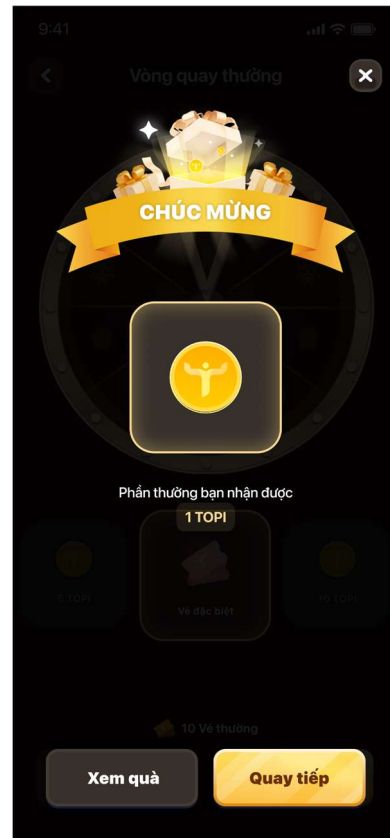 9:41
Vòng quay thưởng
CHÚC MỪNG
Phần thưởng bạn nhận được
1 TOPI
5 TOPI
Vé đặc biệt
10 TOPI
10 Vé thường
Xem quà
Quay tiếp